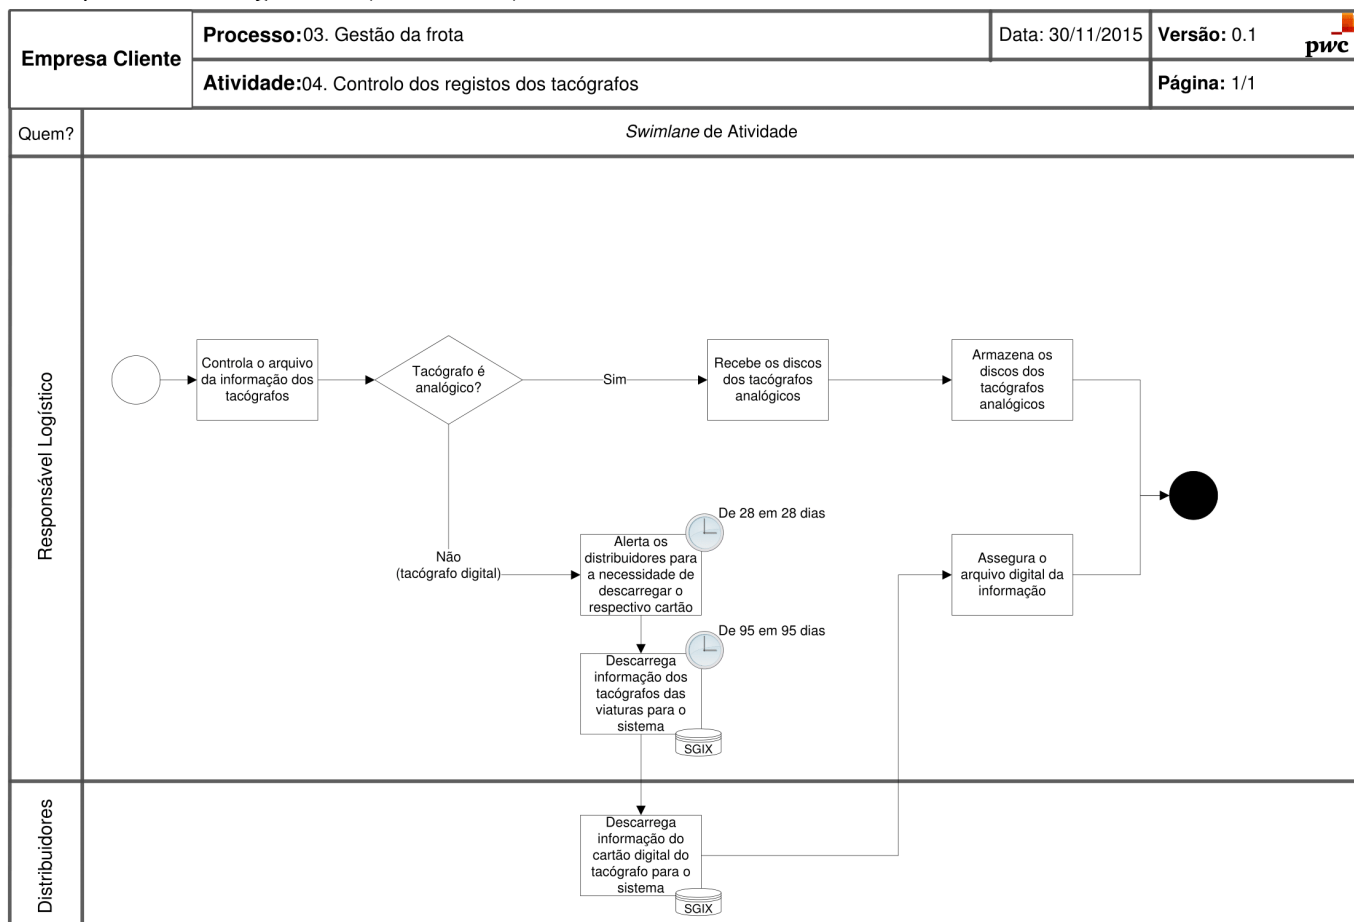 Empresa Cliente
Processo:03. Gestão da frota
Data: 30/11/2015
Versão: 0.1
pwc
Atividade:04. Controlo dos registos dos tacógrafos
Página: 1/1
Quem?
Swimlane de Atividade
Responsável Logístico
Controla o arquivo
da informação dos
tacógrafos
Tacógrafo é
analógico?
Sim
Recebe os discos
dos tacógrafos
analógicos
Armazena os
discos dos
tacógrafos
analógicos
Não
(tacógrafo digital)
De 28 em 28 dias
Alerta os
distribuidores para
a necessidade de
descarregar o
respectivo cartão
Assegura o
arquivo digital da
informação
De 95 em 95 dias
Descarrega
informação dos
tacógrafos das
viaturas para o
sistema
SGIX
Distribuidores
Descarrega
informação do
cartão digital do
tacógrafo para o
sistema
SGIX